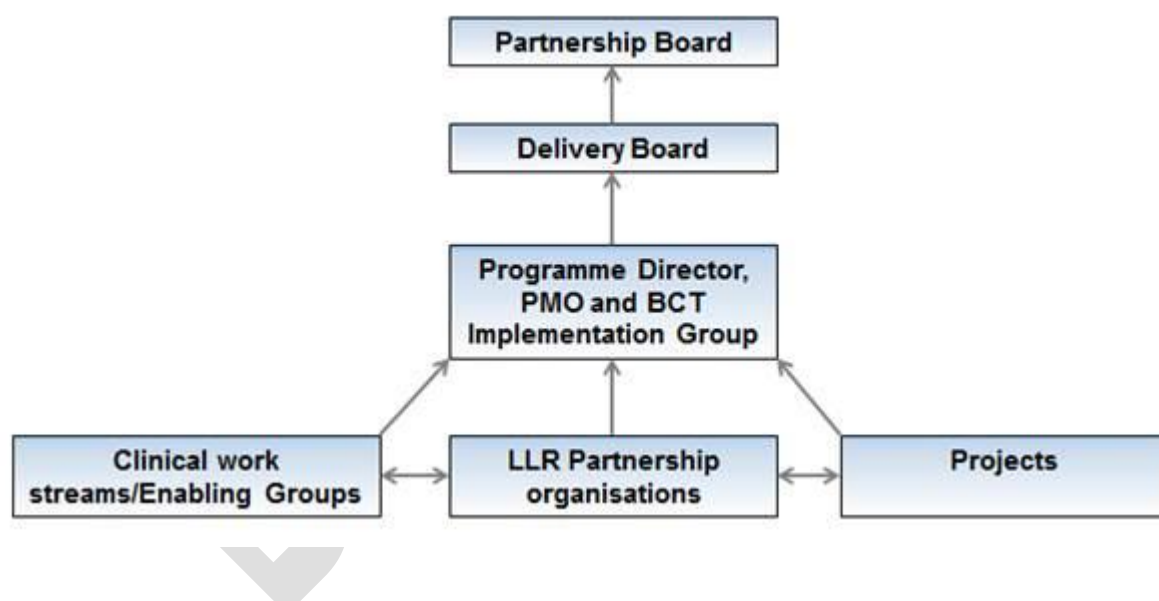 Partnership Board
Delivery Board
Programme Director,
PMO and BCT
Implementation Group
Clinical work
streams/Enabling Groups
LLR Partnership
organisations
Projects